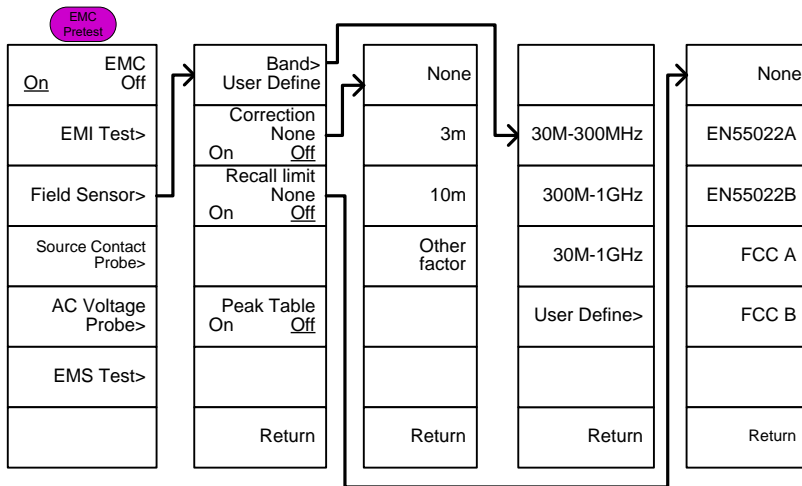 EMC
Pretest
EMC
On Off
EMI Test>
Field Sensor>
Source Contact
Probe>
AC Voltage
Probe>
EMS Test>
Band>
User Define
Correction
None
On Off
Recall limit
None
On Off
Peak Table
On Off
Return
None
3m
10m
Other
factor
Return
30M-300MHz
300M-1GHz
30M-1GHz
User Define>
Return
None
EN55022A
EN55022B
FCC A
FCC B
Return